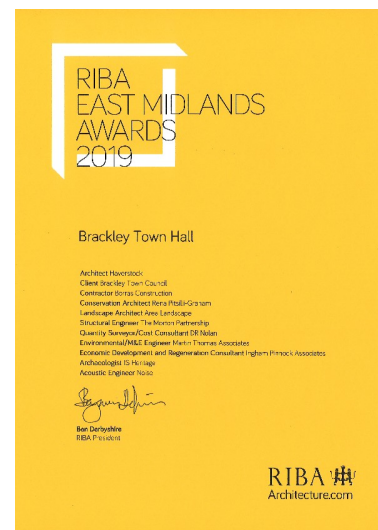 RIBA
EAST MIDLANDS
AWARDS
2019
Brackley Town Hall
Architect Haverstock
Client Brackley Town Council
Contractor Borras Construction
Conservation Architect Rena Pitsilli-Graham
Landscape Architect Area Landscape
Structural Engineer The Morton Partnership
Quantity Surveyor/Cost Consultant DR Nolan
Environmental/M&E Engineer Martin Thomas Associates
Economic Development and Regeneration Consultant Ingham Pinnock Associates
Archaeologist IS Heritage
Acoustic Engineer Noico
Ben Derbyshire
RIBA President
RIBA
Architecture.com